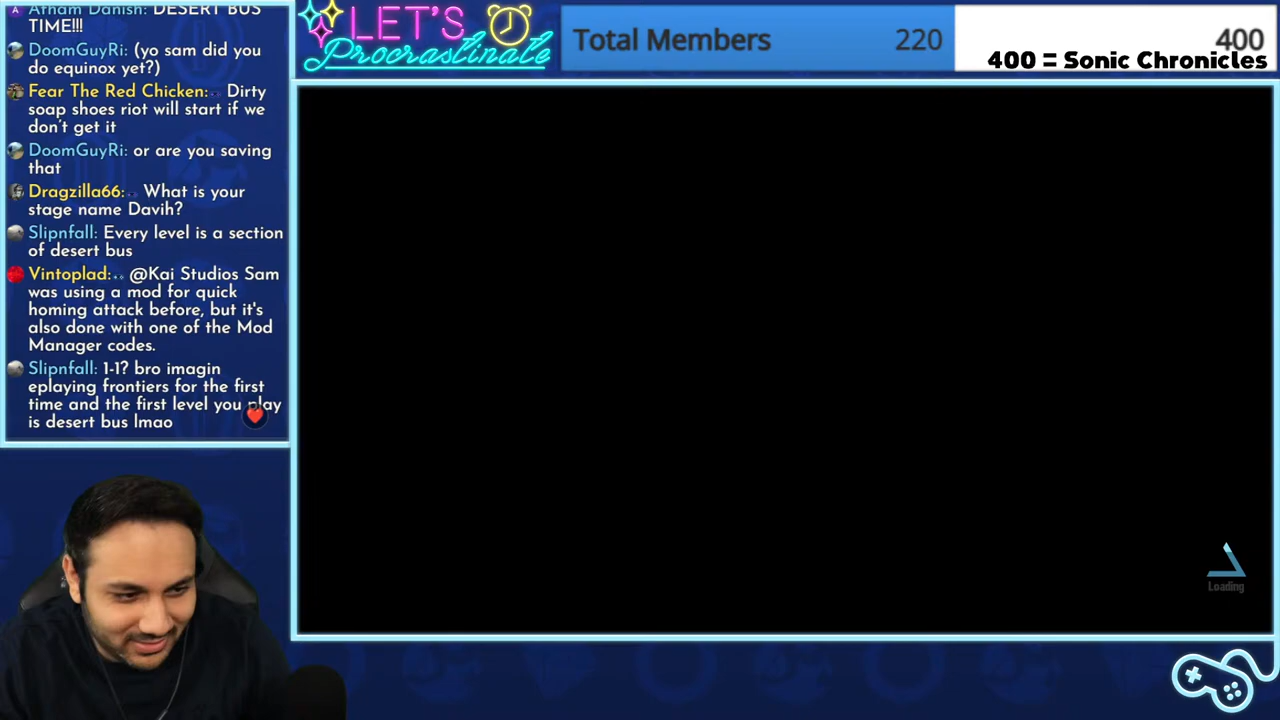 Atham Danish: DESERT BUS
TIME!!!
DoomGuyRi: (yo sam did you
do equinox yet?)
Fear The Red Chicken: Dirty
soap shoes riot will start if we
don't get it
DoomGuyRi: or are you saving
that
Dragzilla66: What is your
stage name Davih?
Slipnfall: Every level is a section
of desert bus
Vintoplad: @Kai Studios Sam
was using a mod for quick
homing attack before, but it's
also done with one of the Mod
Manager codes.
Slipnfall: 1-1? bro imagin
eplaying frontiers for the first
time and the first level you play
is desert bus lmao
LET'S
Procrastinate
Total Members 220
400
400 = Sonic Chronicles
Loading